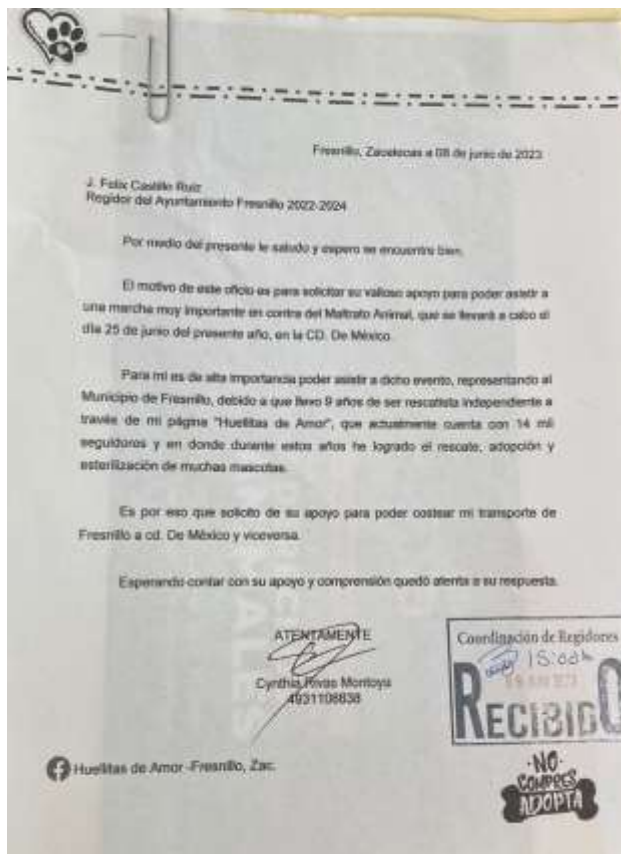 Fresnillo, Zacatecas a 08 de junio de 2023
J. Felix Castillo Ruiz
Regidor del Ayuntamiento Fresnillo 2022-2024
Por medio del presente le saludo y espero se encuentre bien.
El motivo de este oficio es para solicitar su valioso apoyo para poder asistir a
una marcha muy importante en contra del Maltrato Animal, que se llevará a cabo el
día 25 de junio del presente año, en la CD. De México.
Para mi es de alta importancia poder asistir a dicho evento, representando al
Municipio de Fresnillo, debido a que llevo 9 años de ser rescatista independiente a
través de mi página "Huellitas de Amor", que actualmente cuenta con 14 mil
seguidores y en donde durante estos años he logrado el rescate, adopción y
esterilización de muchas mascotas.
Es por eso que solicito de su apoyo para poder costear mi transporte de
Fresnillo a cd. De México y viceversa.
Esperando contar con su apoyo y comprensión quedó atenta a su respuesta.
ATENTAMENTE
Cynthia Rivas Montoya
4931108838
Coordinación de Regidores
15:00h
RECIBIDO
Huellitas de Amor -Fresnillo, Zac.
·NO·
COMPRES
ADOPTA